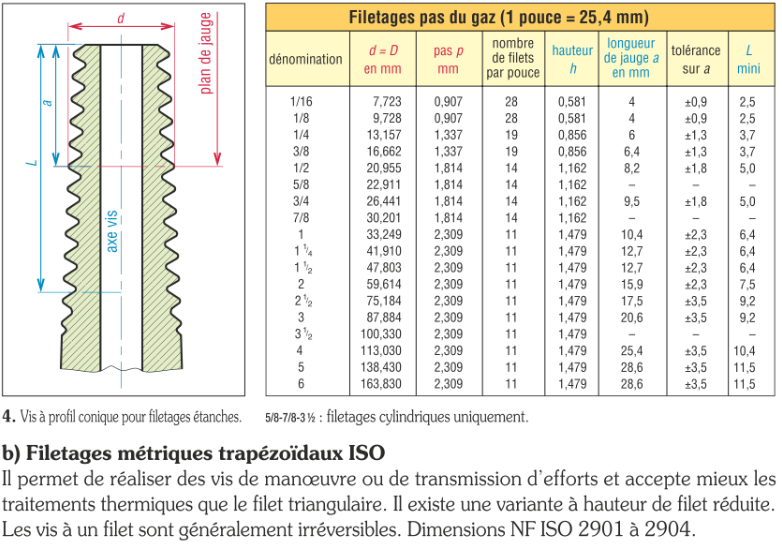 d
plan de jauge
a
L
axe vis
4. Vis à profil conique pour filetages étanches.
Filetages pas du gaz (1 pouce = 25,4 mm)
dénomination | d = D en mm | pas p mm | nombre de filets par pouce | hauteur h | longueur de jauge a en mm | tolérance sur a | L mini
1/16 7,723 0,907 28 0,581 4 ±0,9 2,5
1/8 9,728 0,907 28 0,581 4 ±0,9 2,5
1/4 13,157 1,337 19 0,856 6 ±1,3 3,7
3/8 16,662 1,337 19 0,856 6,4 ±1,3 3,7
1/2 20,955 1,814 14 1,162 8,2 ±1,8 5,0
5/8 22,911 1,814 14 1,162 – – –
3/4 26,441 1,814 14 1,162 9,5 ±1,8 5,0
7/8 30,201 1,814 14 1,162 – – –
1 33,249 2,309 11 1,479 10,4 ±2,3 6,4
1 1/4 41,910 2,309 11 1,479 12,7 ±2,3 6,4
1 1/2 47,803 2,309 11 1,479 12,7 ±2,3 6,4
2 59,614 2,309 11 1,479 15,9 ±2,3 7,5
2 1/2 75,184 2,309 11 1,479 17,5 ±3,5 9,2
3 87,884 2,309 11 1,479 20,6 ±3,5 9,2
3 1/2 100,330 2,309 11 1,479 – – –
4 113,030 2,309 11 1,479 25,4 ±3,5 10,4
5 138,430 2,309 11 1,479 28,6 ±3,5 11,5
6 163,830 2,309 11 1,479 28,6 ±3,5 11,5
5/8-7/8-3 ½ : filetages cylindriques uniquement.
b) Filetages métriques trapézoïdaux ISO
Il permet de réaliser des vis de manœuvre ou de transmission d'efforts et accepte mieux les
traitements thermiques que le filet triangulaire. Il existe une variante à hauteur de filet réduite.
Les vis à un filet sont généralement irréversibles. Dimensions NF ISO 2901 à 2904.